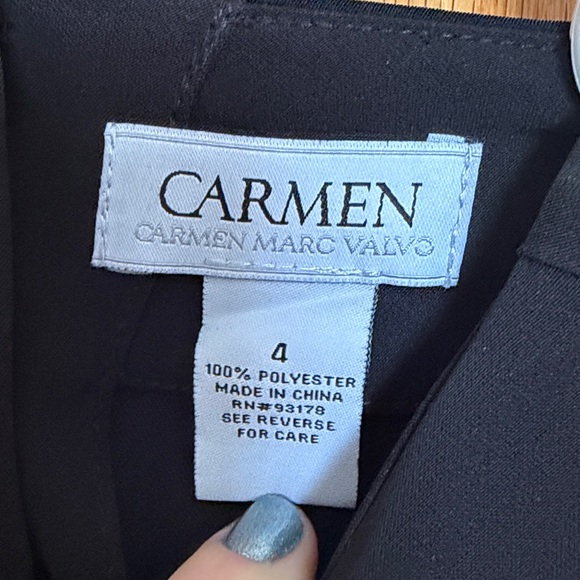 CARMEN
CARMEN MARC VALVO
4
100% POLYESTER
MADE IN CHINA
RN#93178
SEE REVERSE
FOR CARE